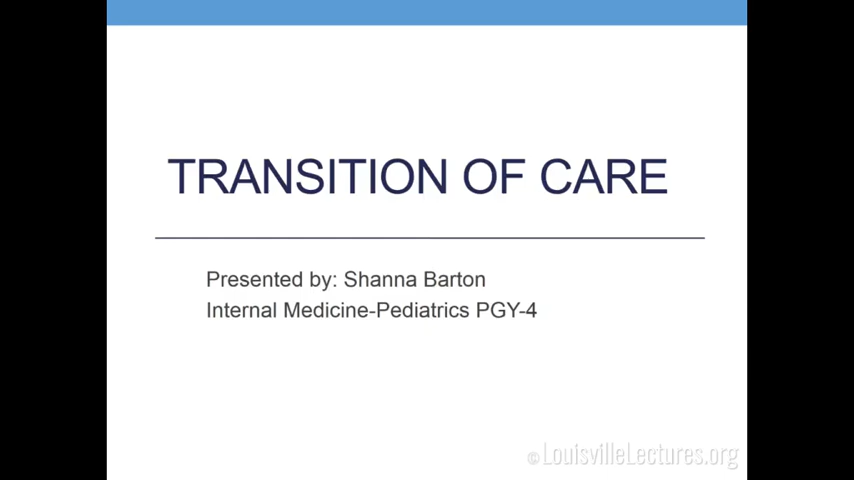 TRANSITION OF CARE
Presented by: Shanna Barton
Internal Medicine-Pediatrics PGY-4
©LouisvilleLectures.org